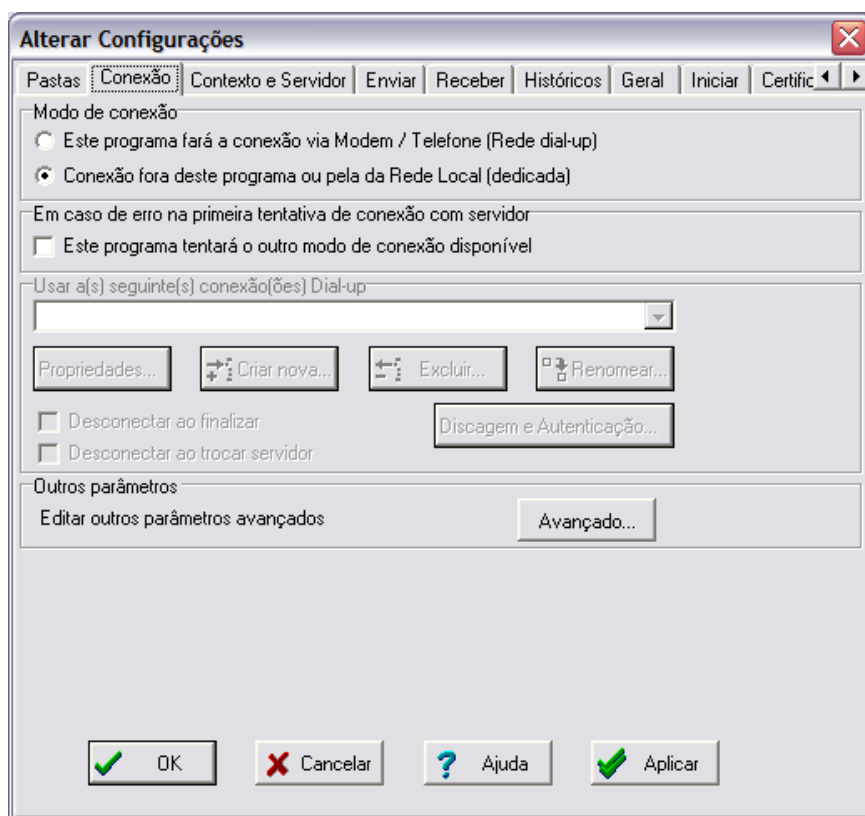 Alterar Configurações
Pastas Conexão Contexto e Servidor Enviar Receber Históricos Geral Iniciar Certific
Modo de conexão
Este programa fará a conexão via Modem / Telefone (Rede dial-up)
Conexão fora deste programa ou pela da Rede Local (dedicada)
Em caso de erro na primeira tentativa de conexão com servidor
Este programa tentará o outro modo de conexão disponível
Usar a(s) seguinte(s) conexão(ões) Dial-up
Propriedades... Criar nova... Excluir... Renomear...
Desconectar ao finalizar
Discagem e Autenticação...
Desconectar ao trocar servidor
Outros parâmetros
Editar outros parâmetros avançados Avançado...
OK Cancelar Ajuda Aplicar